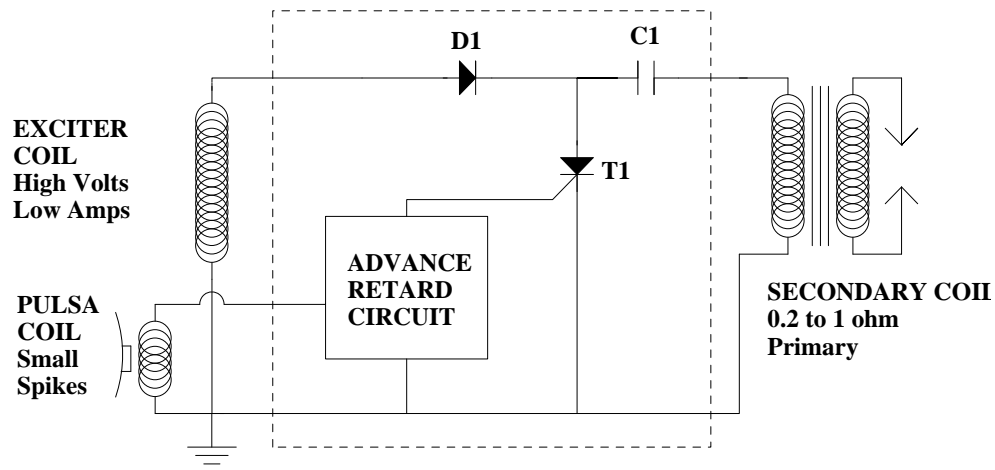 D1
C1
EXCITER
COIL
High Volts
Low Amps
T1
ADVANCE
RETARD
CIRCUIT
PULSA
COIL
Small
Spikes
SECONDARY COIL
0.2 to 1 ohm
Primary